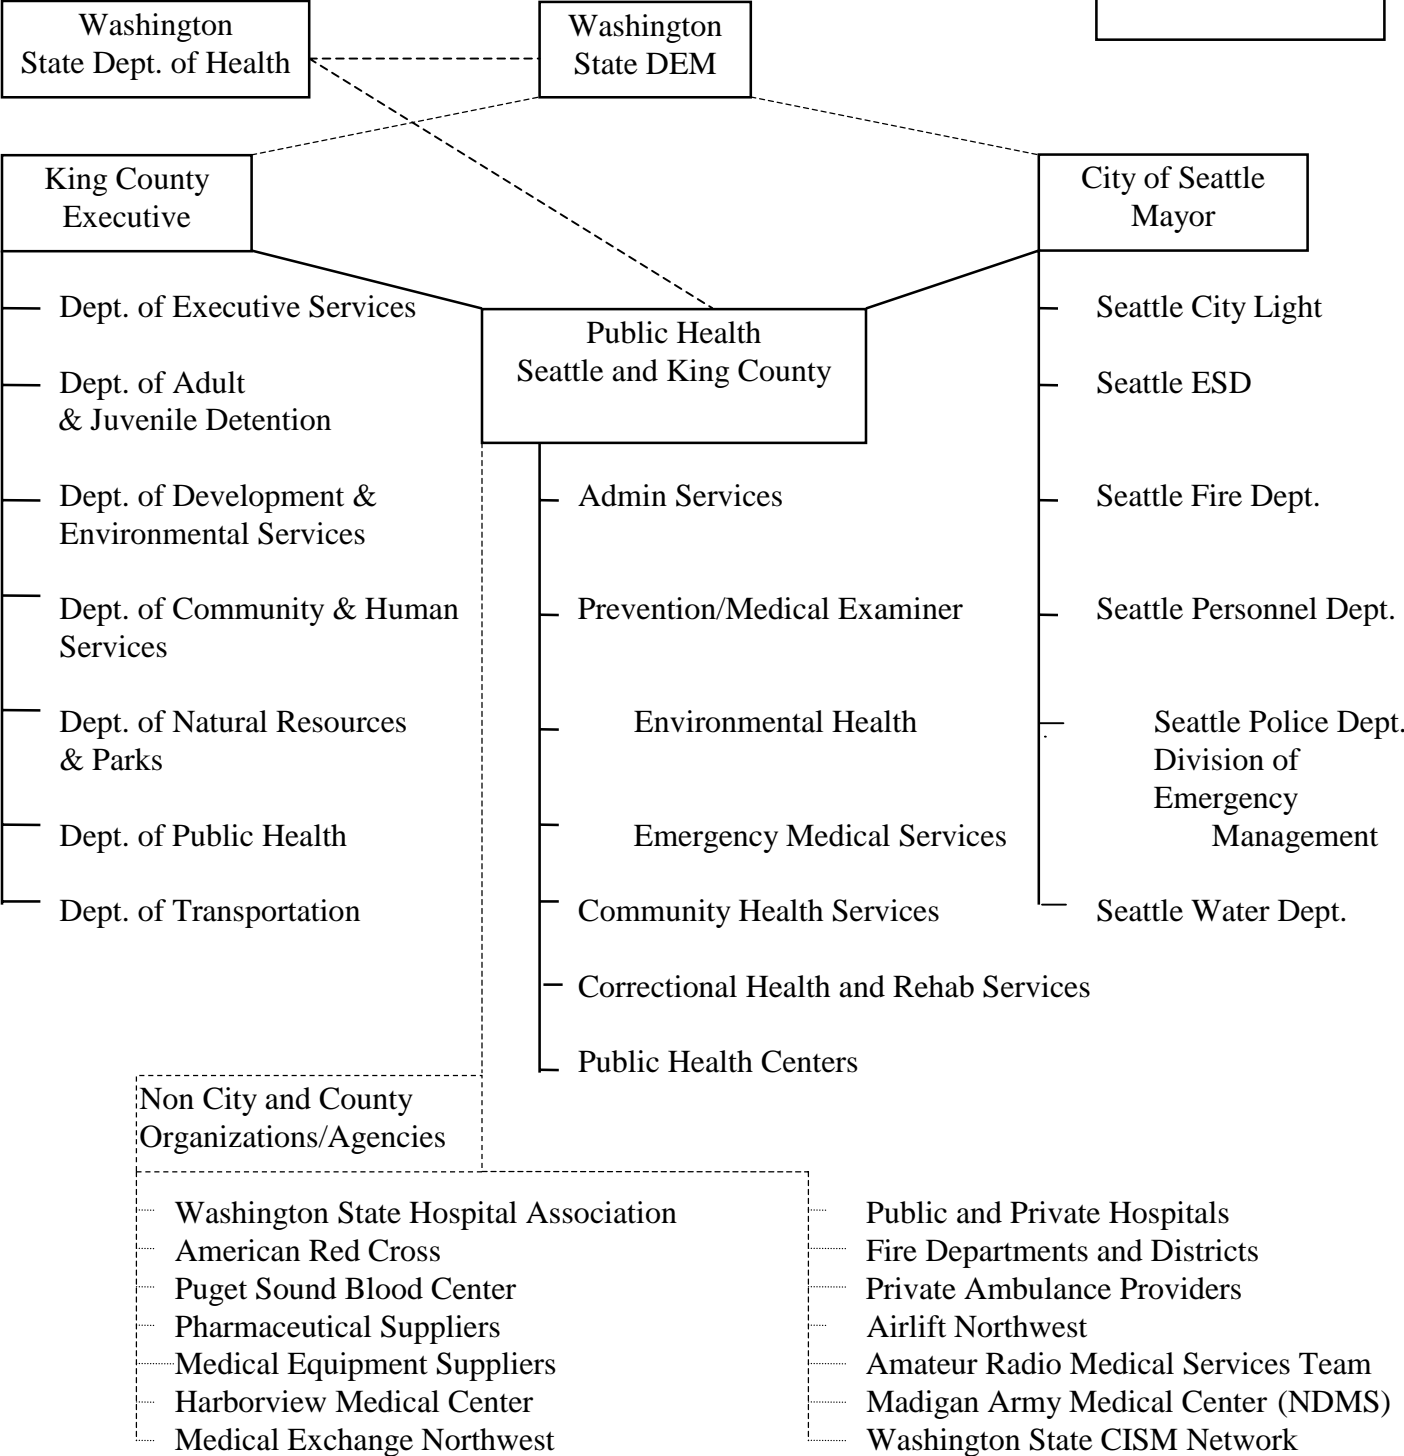 Washington
State Dept. of Health
Washington
State DEM
King County
Executive
City of Seattle
Mayor
Dept. of Executive Services
Dept. of Adult
& Juvenile Detention
Dept. of Development &
Environmental Services
Dept. of Community & Human
Services
Dept. of Natural Resources
& Parks
Dept. of Public Health
Dept. of Transportation
Public Health
Seattle and King County
Admin Services
Prevention/Medical Examiner
Environmental Health
Emergency Medical Services
Community Health Services
Correctional Health and Rehab Services
Public Health Centers
Seattle City Light
Seattle ESD
Seattle Fire Dept.
Seattle Personnel Dept.
Seattle Police Dept.
Division of
Emergency
Management
Seattle Water Dept.
Non City and County
Organizations/Agencies
Washington State Hospital Association
American Red Cross
Puget Sound Blood Center
Pharmaceutical Suppliers
Medical Equipment Suppliers
Harborview Medical Center
Medical Exchange Northwest
Public and Private Hospitals
Fire Departments and Districts
Private Ambulance Providers
Airlift Northwest
Amateur Radio Medical Services Team
Madigan Army Medical Center (NDMS)
Washington State CISM Network